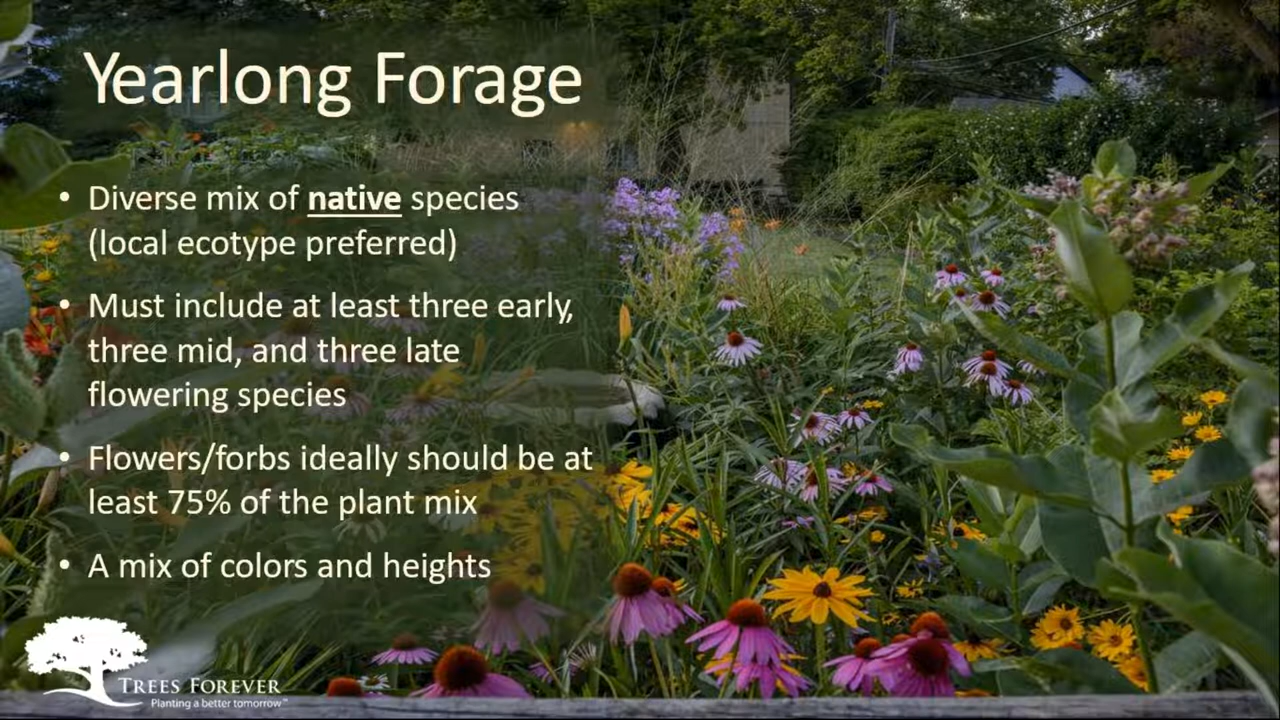 Yearlong Forage
• Diverse mix of native species
(local ecotype preferred)
• Must include at least three early,
three mid, and three late
flowering species
• Flowers/forbs ideally should be at
least 75% of the plant mix
• A mix of colors and heights
TREES FOREVER
Planting a better tomorrow™